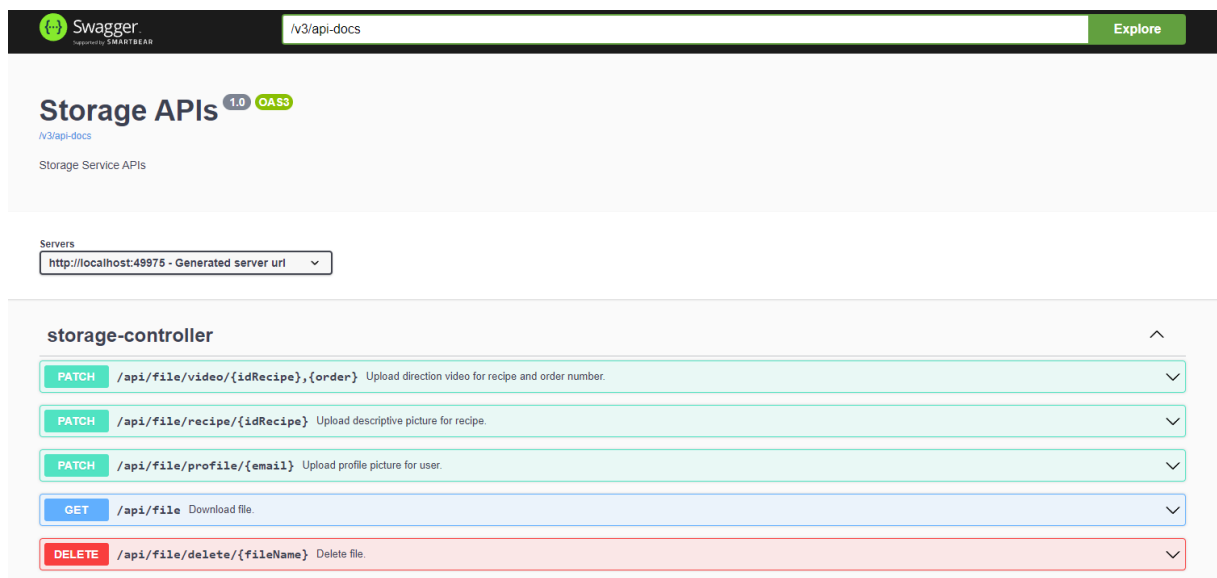 Swagger.
Supported by SMARTBEAR
/v3/api-docs
Explore
Storage APIs 1.0 OAS3
/v3/api-docs
Storage Service APIs
Servers
http://localhost:49975 - Generated server url
storage-controller
PATCH /api/file/video/{idRecipe},{order} Upload direction video for recipe and order number.
PATCH /api/file/recipe/{idRecipe} Upload descriptive picture for recipe.
PATCH /api/file/profile/{email} Upload profile picture for user.
GET /api/file Download file.
DELETE /api/file/delete/{fileName} Delete file.